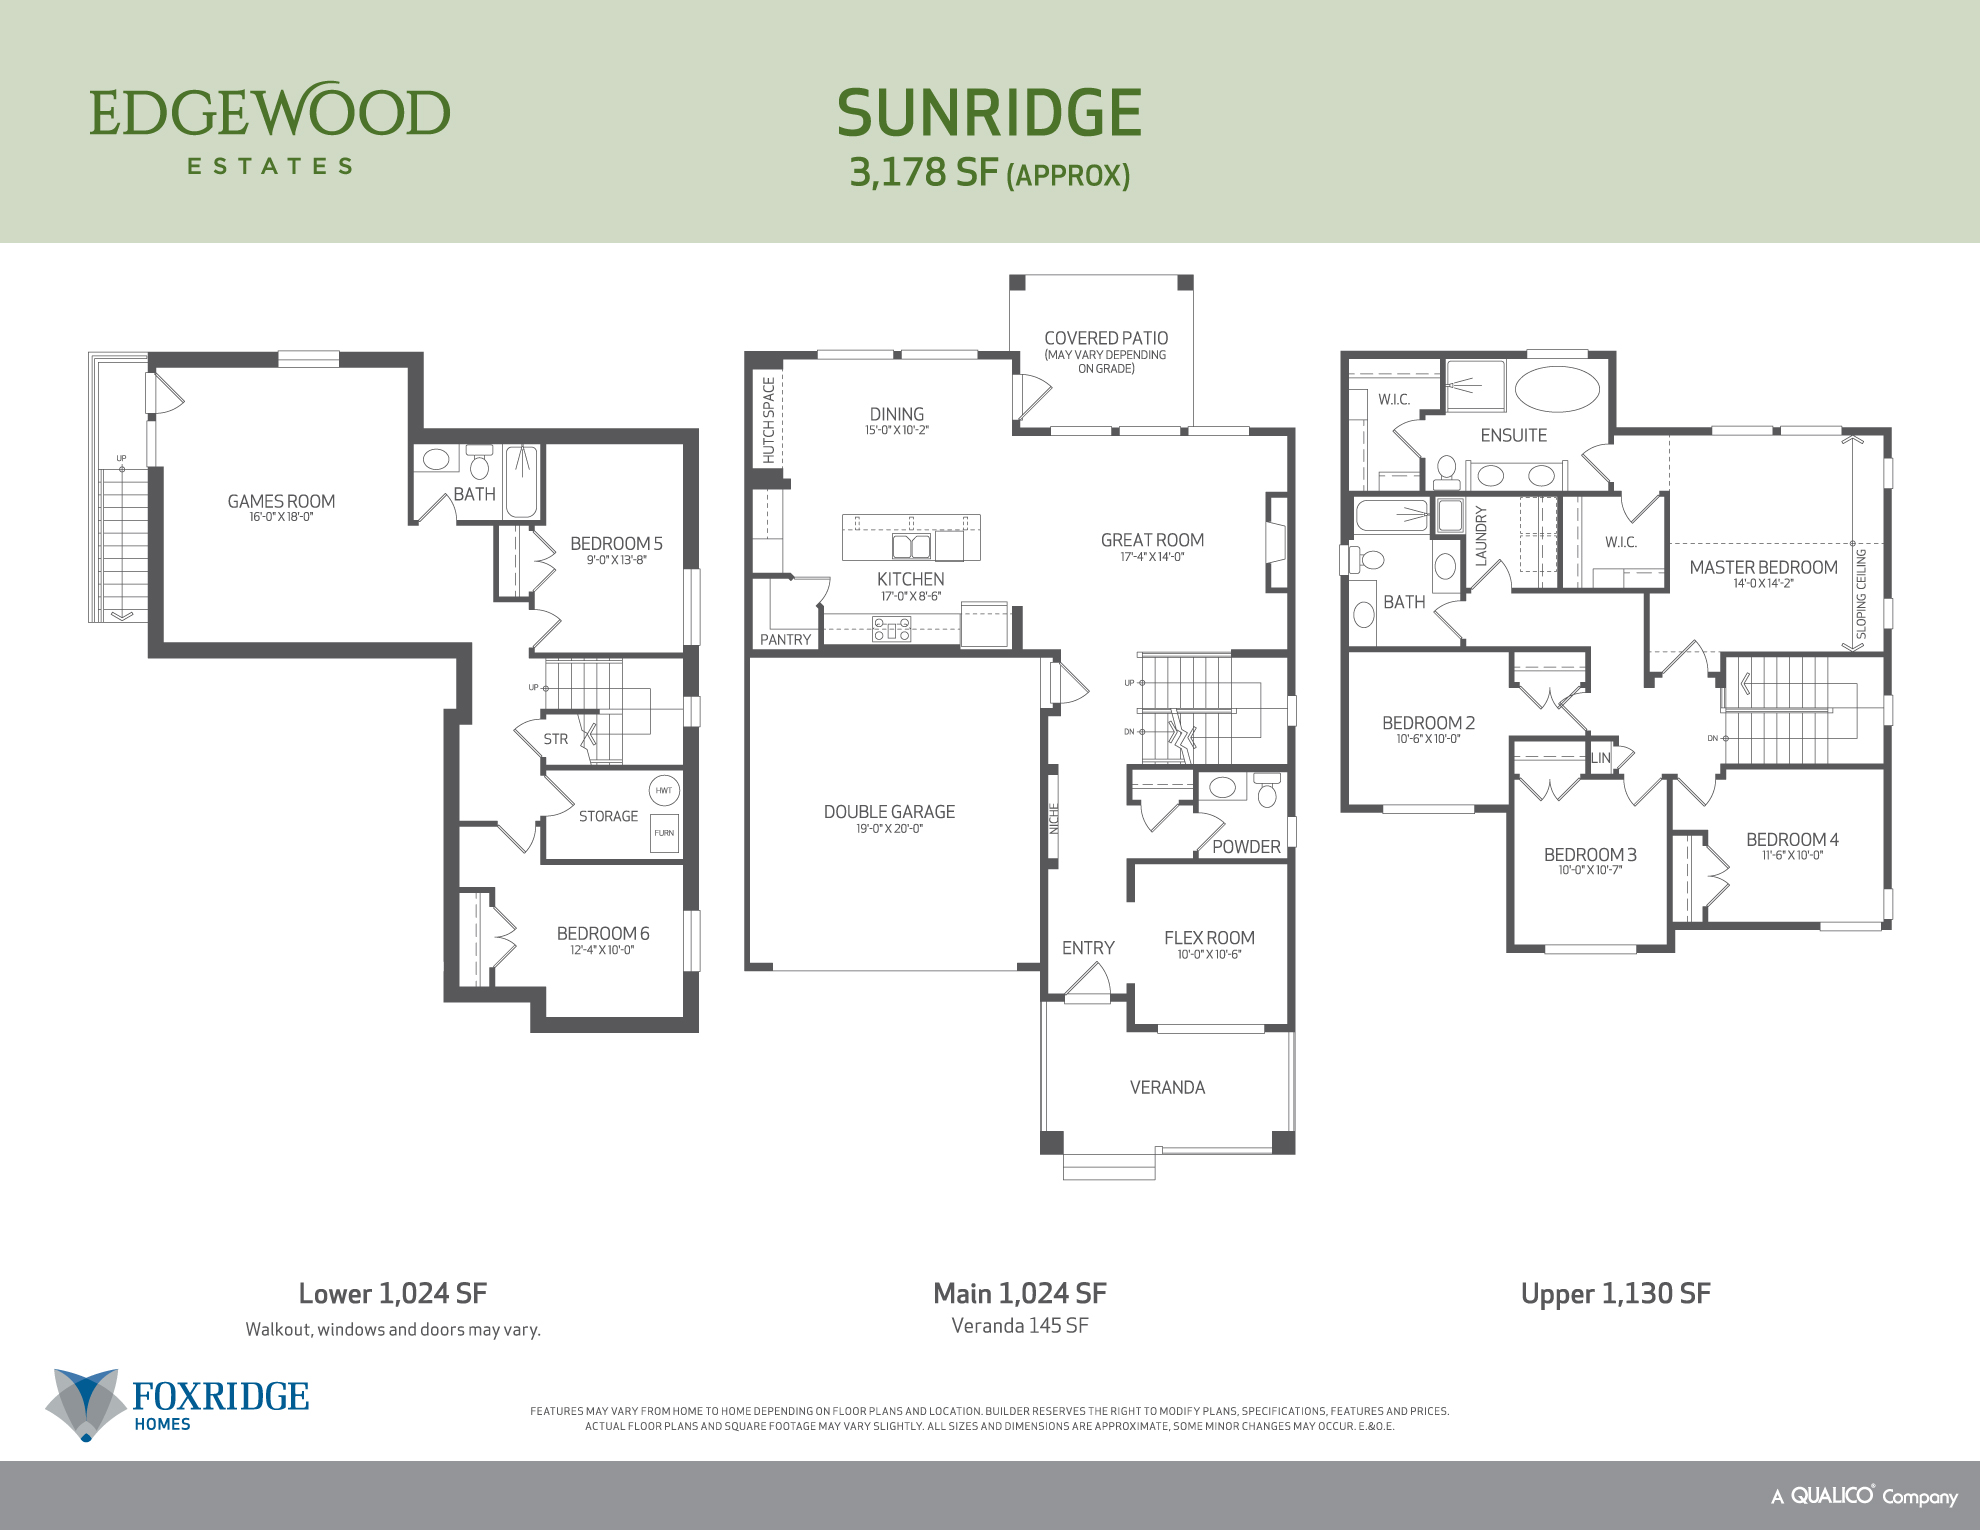 EDGEWOOD
ESTATES
SUNRIDGE
3,178 SF (APPROX)
UP
GAMES ROOM
16'-0" X 18'-0"
BATH
BEDROOM 5
9'-0" X 13'-8"
UP
STR
STORAGE
HWT
FURN
BEDROOM 6
12'-4" X 10'-0"
COVERED PATIO
(MAY VARY DEPENDING
ON GRADE)
HUTCH SPACE
DINING
15'-0" X 10'-2"
GREAT ROOM
17'-4" X 14'-0"
KITCHEN
17'-0" X 8'-6"
PANTRY
UP
DN
DOUBLE GARAGE
19'-0" X 20'-0"
NICHE
POWDER
ENTRY
FLEX ROOM
10'-0" X 10'-6"
VERANDA
W.I.C.
ENSUITE
LAUNDRY
W.I.C.
MASTER BEDROOM
14'-0 X 14'-2"
SLOPING CEILING
BATH
BEDROOM 2
10'-6" X 10'-0"
LIN
DN
BEDROOM 3
10'-0" X 10'-7"
BEDROOM 4
11'-6" X 10'-0"
Lower 1,024 SF
Walkout, windows and doors may vary.
Main 1,024 SF
Veranda 145 SF
Upper 1,130 SF
FOXRIDGE
HOMES
FEATURES MAY VARY FROM HOME TO HOME DEPENDING ON FLOOR PLANS AND LOCATION. BUILDER RESERVES THE RIGHT TO MODIFY PLANS, SPECIFICATIONS, FEATURES AND PRICES.
ACTUAL FLOOR PLANS AND SQUARE FOOTAGE MAY VARY SLIGHTLY. ALL SIZES AND DIMENSIONS ARE APPROXIMATE, SOME MINOR CHANGES MAY OCCUR. E.&O.E.
A QUALICO® Company